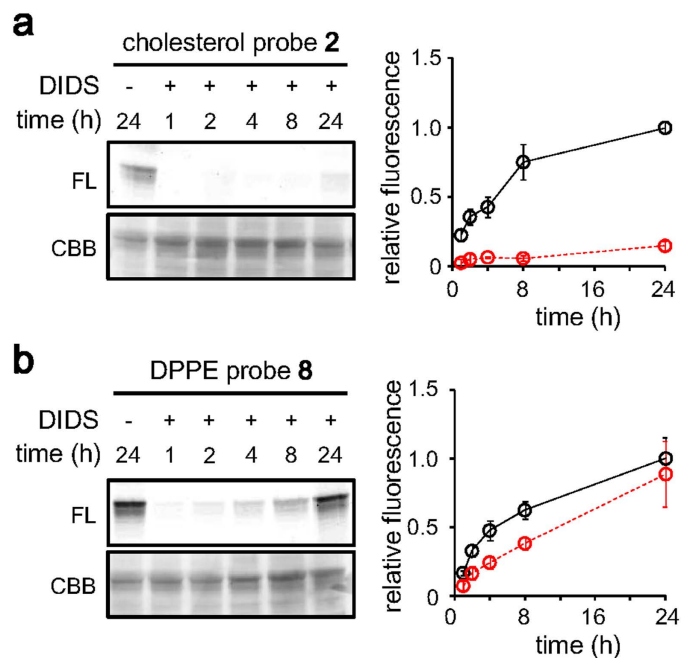 a
cholesterol probe 2
DIDS - + + + + +
time (h) 24 1 2 4 8 24
FL
CBB
relative fluorescence
1.5
1.0
0.5
0
0 8 16 24
time (h)
b
DPPE probe 8
DIDS - + + + + +
time (h) 24 1 2 4 8 24
FL
CBB
relative fluorescence
1.5
1.0
0.5
0
0 8 16 24
time (h)